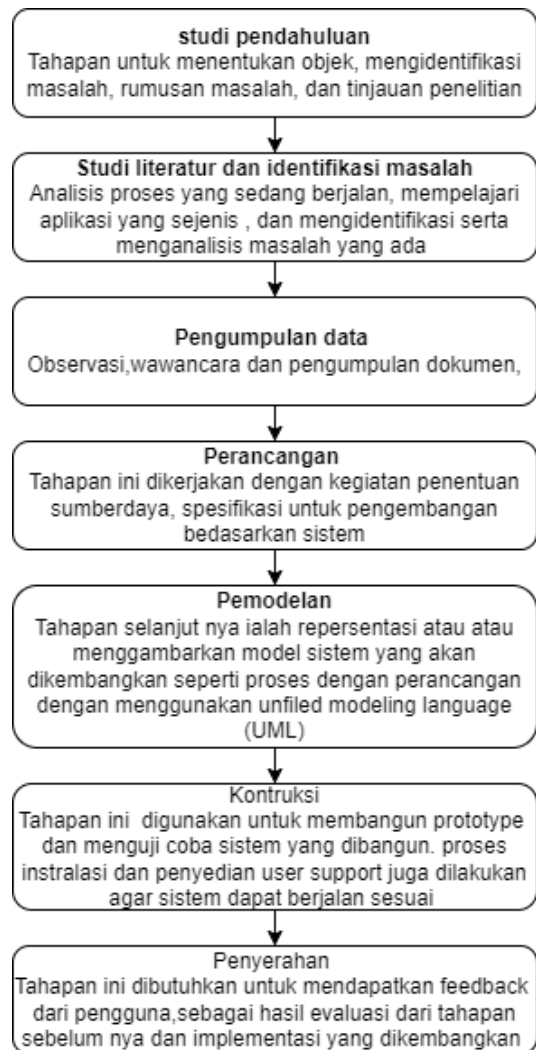 studi pendahuluan
Tahapan untuk menentukan objek, mengidentifikasi
masalah, rumusan masalah, dan tinjauan penelitian
Studi literatur dan identifikasi masalah
Analisis proses yang sedang berjalan, mempelajari
aplikasi yang sejenis , dan mengidentifikasi serta
menganalisis masalah yang ada
Pengumpulan data
Observasi,wawancara dan pengumpulan dokumen,
Perancangan
Tahapan ini dikerjakan dengan kegiatan penentuan
sumberdaya, spesifikasi untuk pengembangan
bedasarkan sistem
Pemodelan
Tahapan selanjut nya ialah repersentasi atau atau
menggambarkan model sistem yang akan
dikembangkan seperti proses dengan perancangan
dengan menggunakan unfiled modeling language
(UML)
Kontruksi
Tahapan ini  digunakan untuk membangun prototype
dan menguji coba sistem yang dibangun. proses
instralasi dan penyedian user support juga dilakukan
agar sistem dapat berjalan sesuai
Penyerahan
Tahapan ini dibutuhkan untuk mendapatkan feedback
dari pengguna,sebagai hasil evaluasi dari tahapan
sebelum nya dan implementasi yang dikembangkan